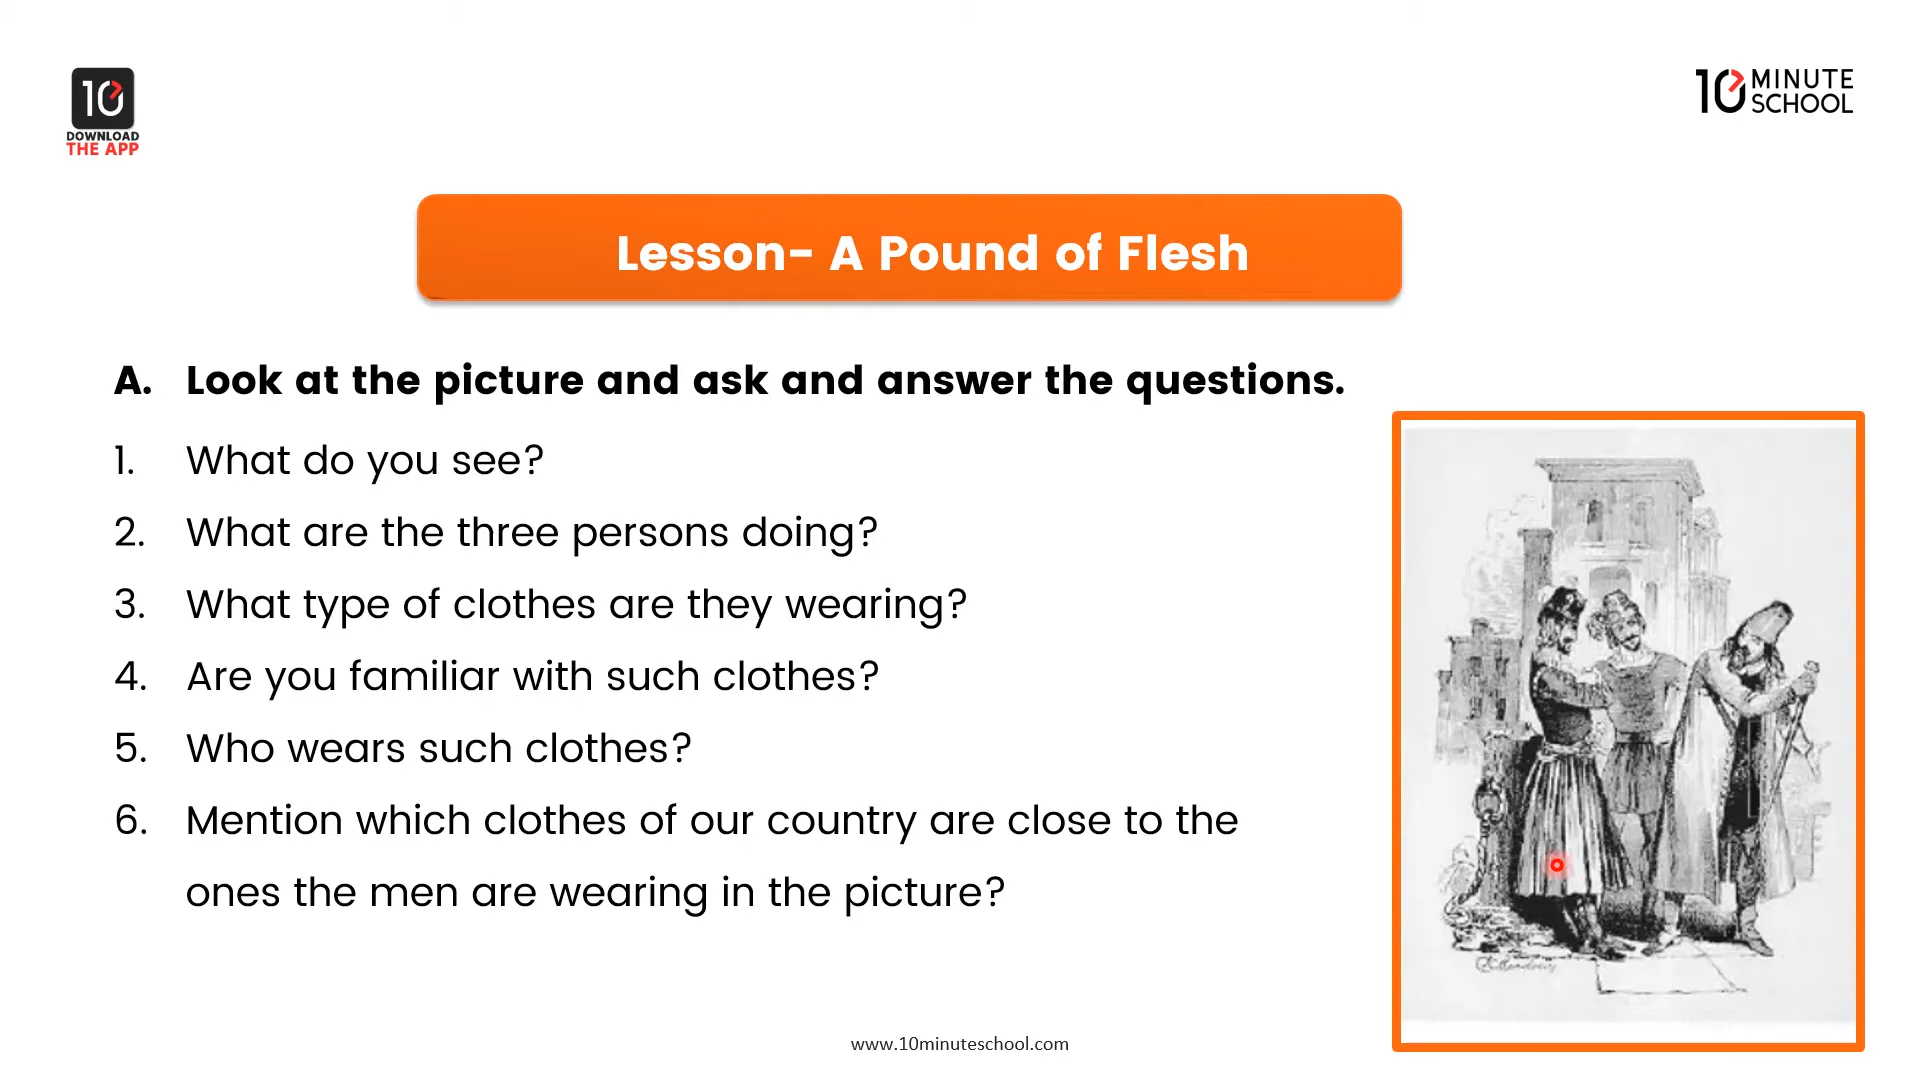 10
DOWNLOAD
THE APP
10 MINUTE
SCHOOL
Lesson- A Pound of Flesh
A. Look at the picture and ask and answer the questions.
1. What do you see?
2. What are the three persons doing?
3. What type of clothes are they wearing?
4. Are you familiar with such clothes?
5. Who wears such clothes?
6. Mention which clothes of our country are close to the
ones the men are wearing in the picture?
www.10minuteschool.com